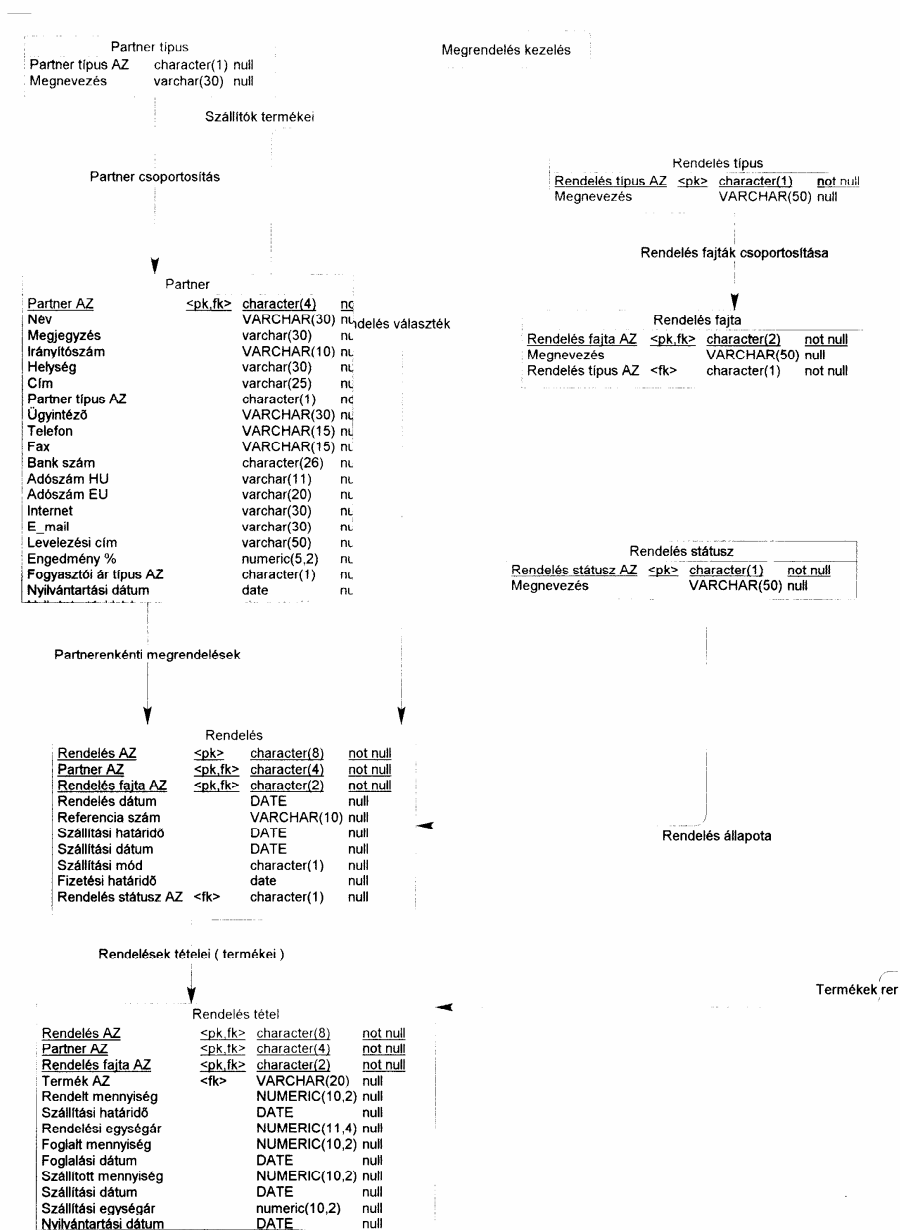 Partner típus
Partner típus AZ character(1) null
Megnevezés varchar(30) null
Megrendelés kezelés
Szállítók termékei
Partner csoportosítás
Rendelés típus
Rendelés típus AZ <pk> character(1) not null
Megnevezés VARCHAR(50) null
Rendelés fajták csoportosítása
Partner
Partner AZ <pk,fk> character(4)
Név VARCHAR(30)
Megjegyzés varchar(30)
Irányítószám VARCHAR(10)
Helység varchar(30)
Cím varchar(25)
Partner típus AZ character(1)
Ügyintéző VARCHAR(30)
Telefon VARCHAR(15)
Fax VARCHAR(15)
Bank szám character(26)
Adószám HU varchar(11)
Adószám EU varchar(20)
Internet varchar(30)
E_mail varchar(30)
Levelezési cím varchar(50)
Engedmény % numeric(5,2)
Fogyasztói ár típus AZ character(1)
Nyilvántartási dátum date
választék
Rendelés fajta
Rendelés fajta AZ <pk,fk> character(2) not null
Megnevezés VARCHAR(50) null
Rendelés típus AZ <fk> character(1) not null
Rendelés státusz
Rendelés státusz AZ <pk> character(1) not null
Megnevezés VARCHAR(50) null
Partnerenkénti megrendelések
Rendelés
Rendelés AZ <pk> character(8) not null
Partner AZ <pk,fk> character(4) not null
Rendelés fajta AZ <pk,fk> character(2) not null
Rendelés dátum DATE null
Referencia szám VARCHAR(10) null
Szállítási határidő DATE null
Szállítási dátum DATE null
Szállítási mód character(1) null
Fizetési határidő date null
Rendelés státusz AZ <fk> character(1) null
Rendelés állapota
Rendelések tételei ( termékei )
Termékek
Rendelés tétel
Rendelés AZ <pk,fk> character(8) not null
Partner AZ <pk,fk> character(4) not null
Rendelés fajta AZ <pk,fk> character(2) not null
Termék AZ <fk> VARCHAR(20) null
Rendelt mennyiség NUMERIC(10,2) null
Szállítási határidő DATE null
Rendelési egységár NUMERIC(11,4) null
Foglalt mennyiség NUMERIC(10,2) null
Foglalási dátum DATE null
Szállított mennyiség NUMERIC(10,2) null
Szállítási dátum DATE null
Szállítási egységár numeric(10,2) null
Nyilvántartási dátum DATE null